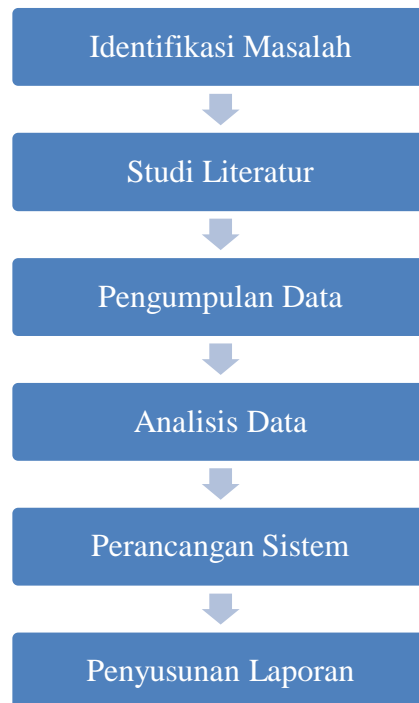 Identifikasi Masalah
Studi Literatur
Pengumpulan Data
Analisis Data
Perancangan Sistem
Penyusunan Laporan